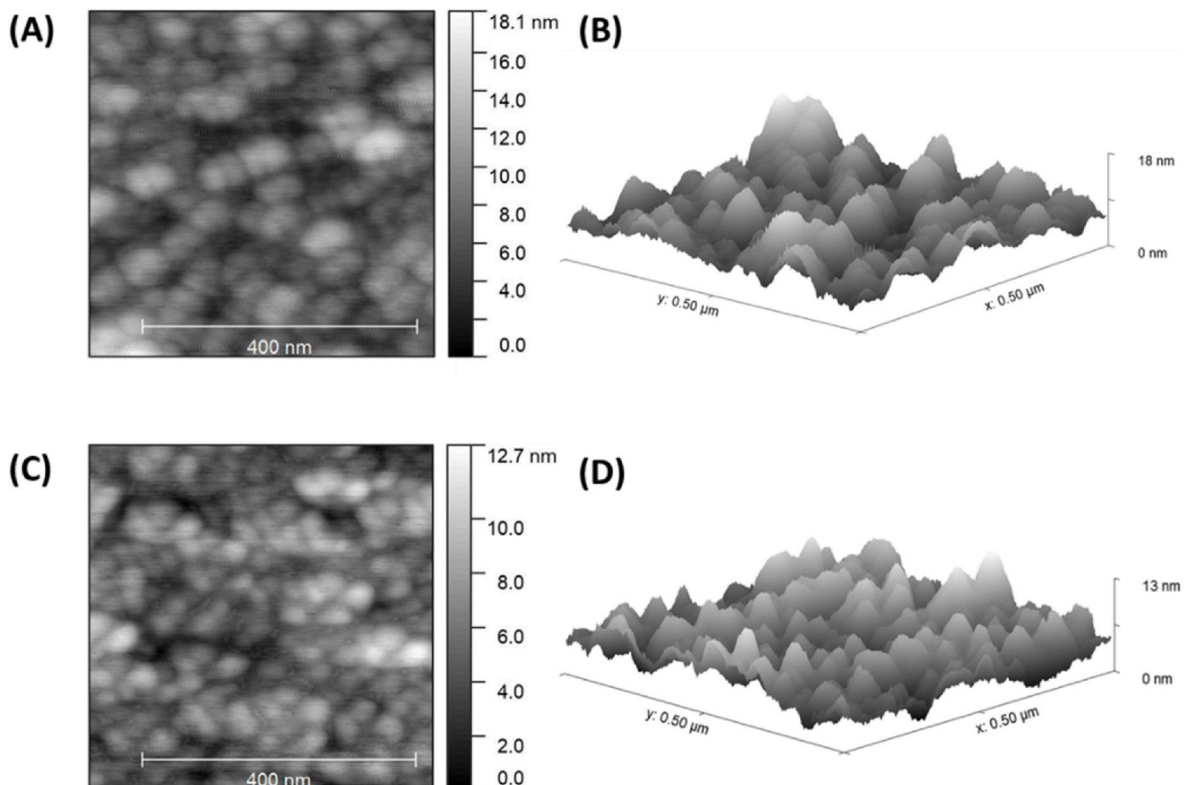 (A)
18.1 nm
16.0
14.0
12.0
10.0
8.0
6.0
4.0
0.0
400 nm
(B)
18 nm
0 nm
y: 0.50 µm
x: 0.50 µm
(C)
12.7 nm
10.0
8.0
6.0
4.0
2.0
0.0
400 nm
(D)
13 nm
0 nm
y: 0.50 µm
x: 0.50 µm